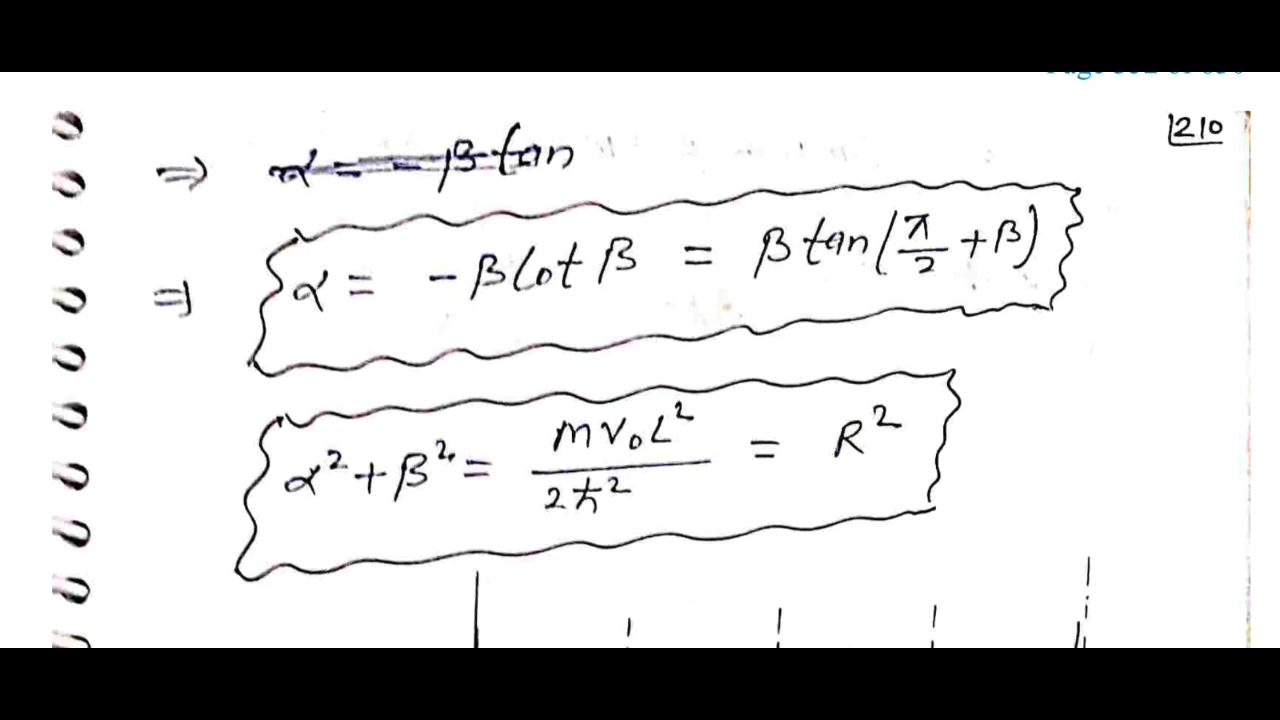 210
⇒ α = - β tan
⇒ α = - β Cot β = β tan(π/2 + β)
α² + β² = mV₀L²/2ħ² = R²